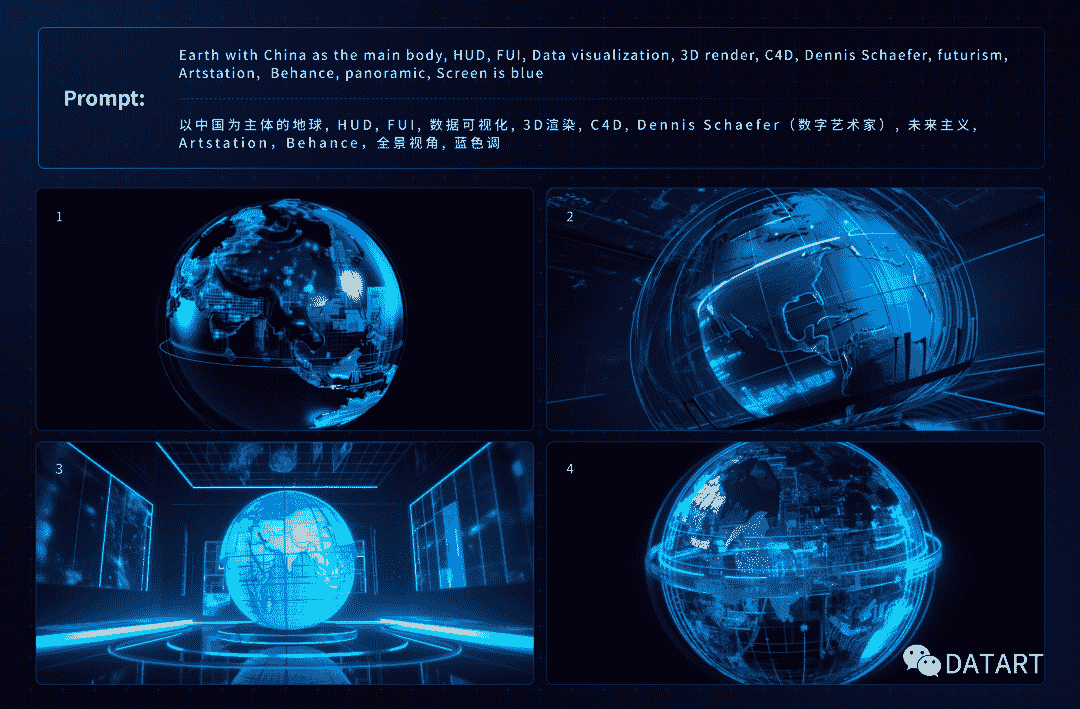 Prompt:
Earth with China as the main body, HUD, FUI, Data visualization, 3D render, C4D, Dennis Schaefer, futurism,
Artstation, Behance, panoramic, Screen is blue
以中国为主体的地球, HUD, FUI, 数据可视化, 3D渲染, C4D, Dennis Schaefer（数字艺术家）, 未来主义,
Artstation, Behance, 全景视角, 蓝色调
1
2
3
4
DATART